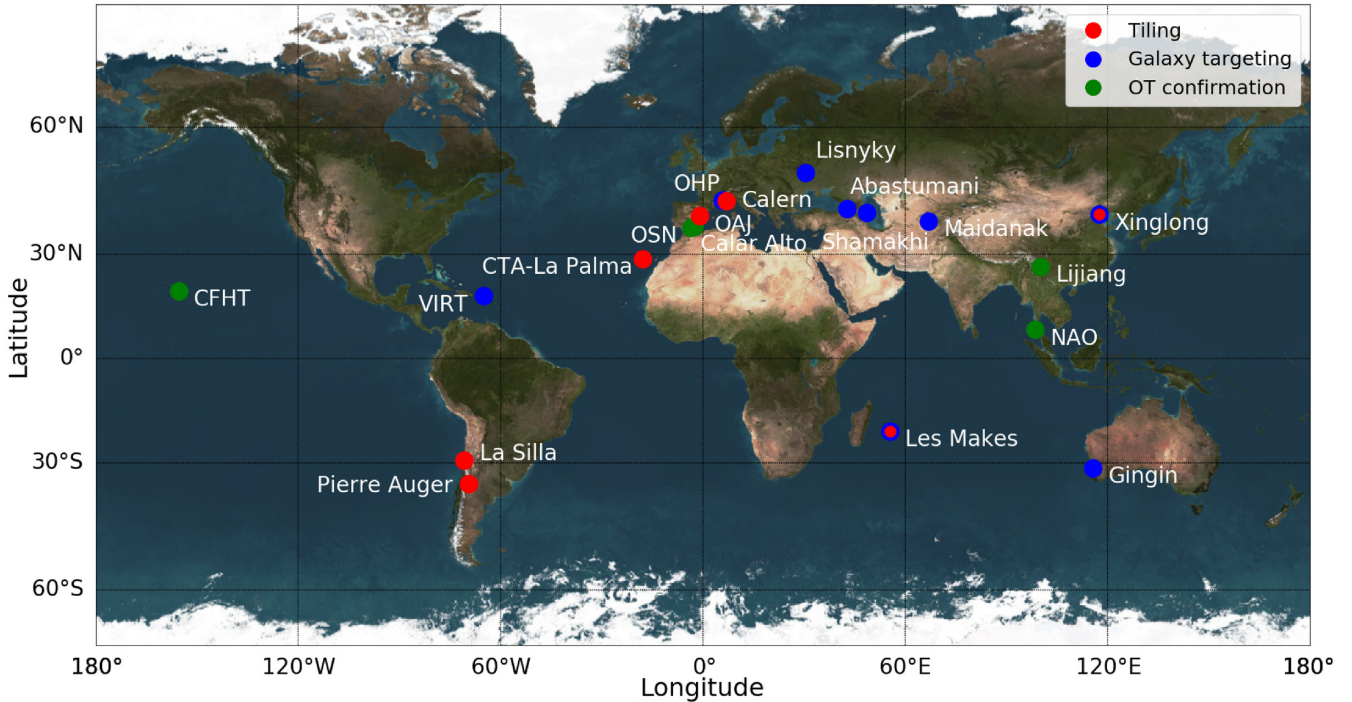 Tiling
Galaxy targeting
OT confirmation
60°N
30°N
0°
30°S
60°S
Latitude
Lisnyky
OHP
Abastumani
Calern
OAJ
Xinglong
OSN
Calar Alto
Shamakhi
Maidanak
CTA-La Palma
Lijiang
CFHT
VIRT
NAO
Les Makes
La Silla
Gingin
Pierre Auger
180°
120°W
60°W
0°
60°E
120°E
180°
Longitude